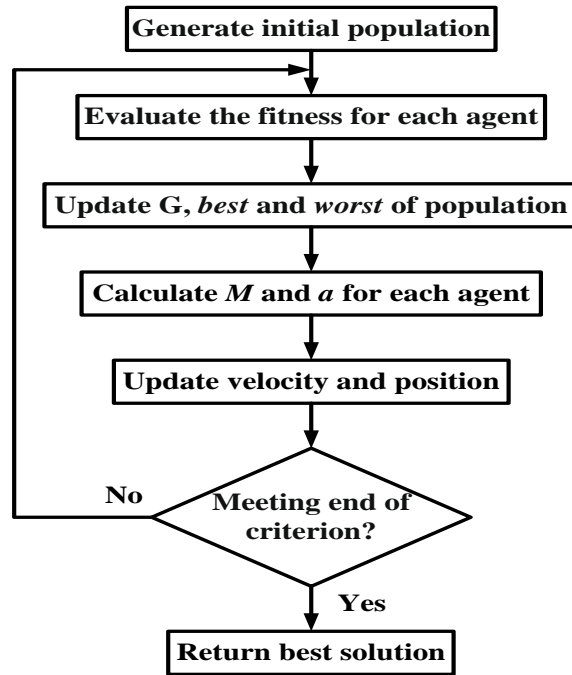 Generate initial population
Evaluate the fitness for each agent
Update G, best and worst of population
Calculate M and a for each agent
Update velocity and position
Meeting end of
criterion?
No
Yes
Return best solution